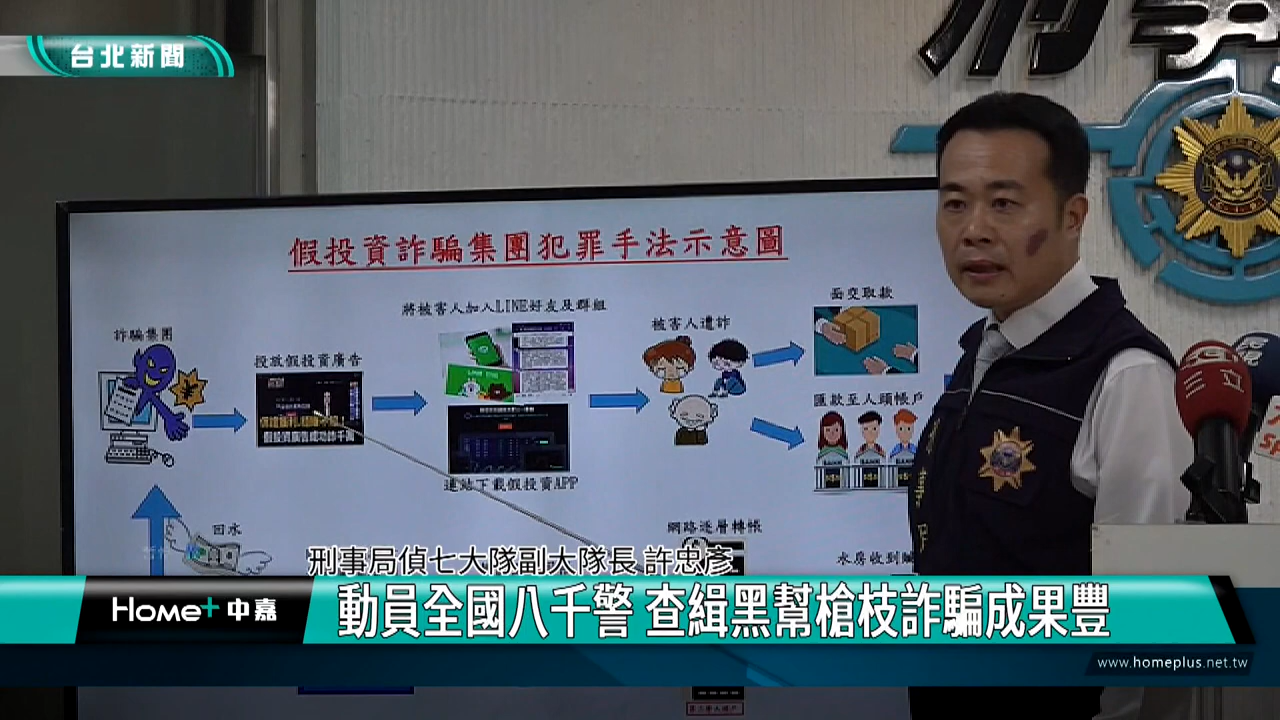 台北新聞
假投資詐騙集團犯罪手法示意圖
詐騙集團
投放假投資廣告
將被害人加入LINE好友及群組
連結下載假投資APP
被害人遭詐
面交取款
匯款至人頭帳戶
回水
網路逐層轉帳
水房收到
三立
刑事局偵七大隊副大隊長 許忠彥
Home+中嘉
動員全國八千警 查緝黑幫槍枝詐騙成果豐
www.homeplus.net.tw